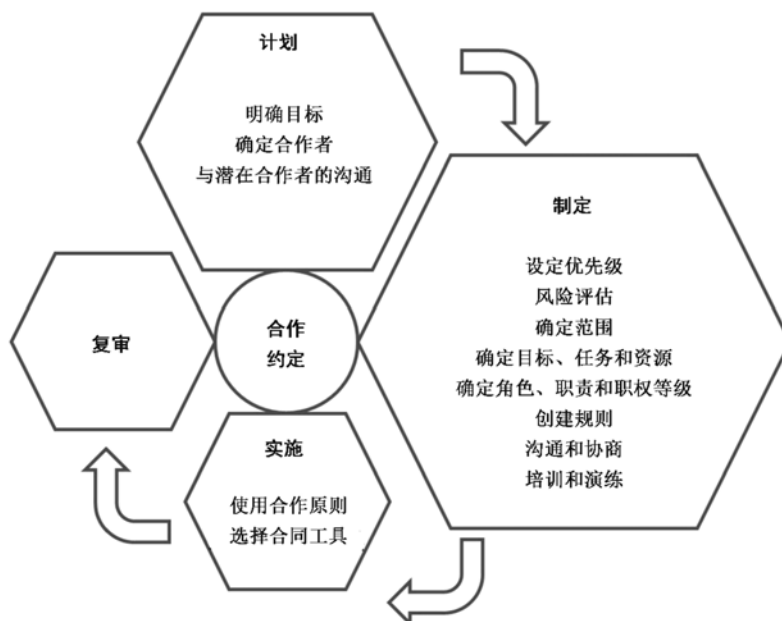 计划
明确目标
确定合作者
与潜在合作者的沟通
制定
设定优先级
风险评估
确定范围
确定目标、任务和资源
确定角色、职责和职权等级
创建规则
沟通和协商
培训和演练
合作
约定
实施
使用合作原则
选择合同工具
复审